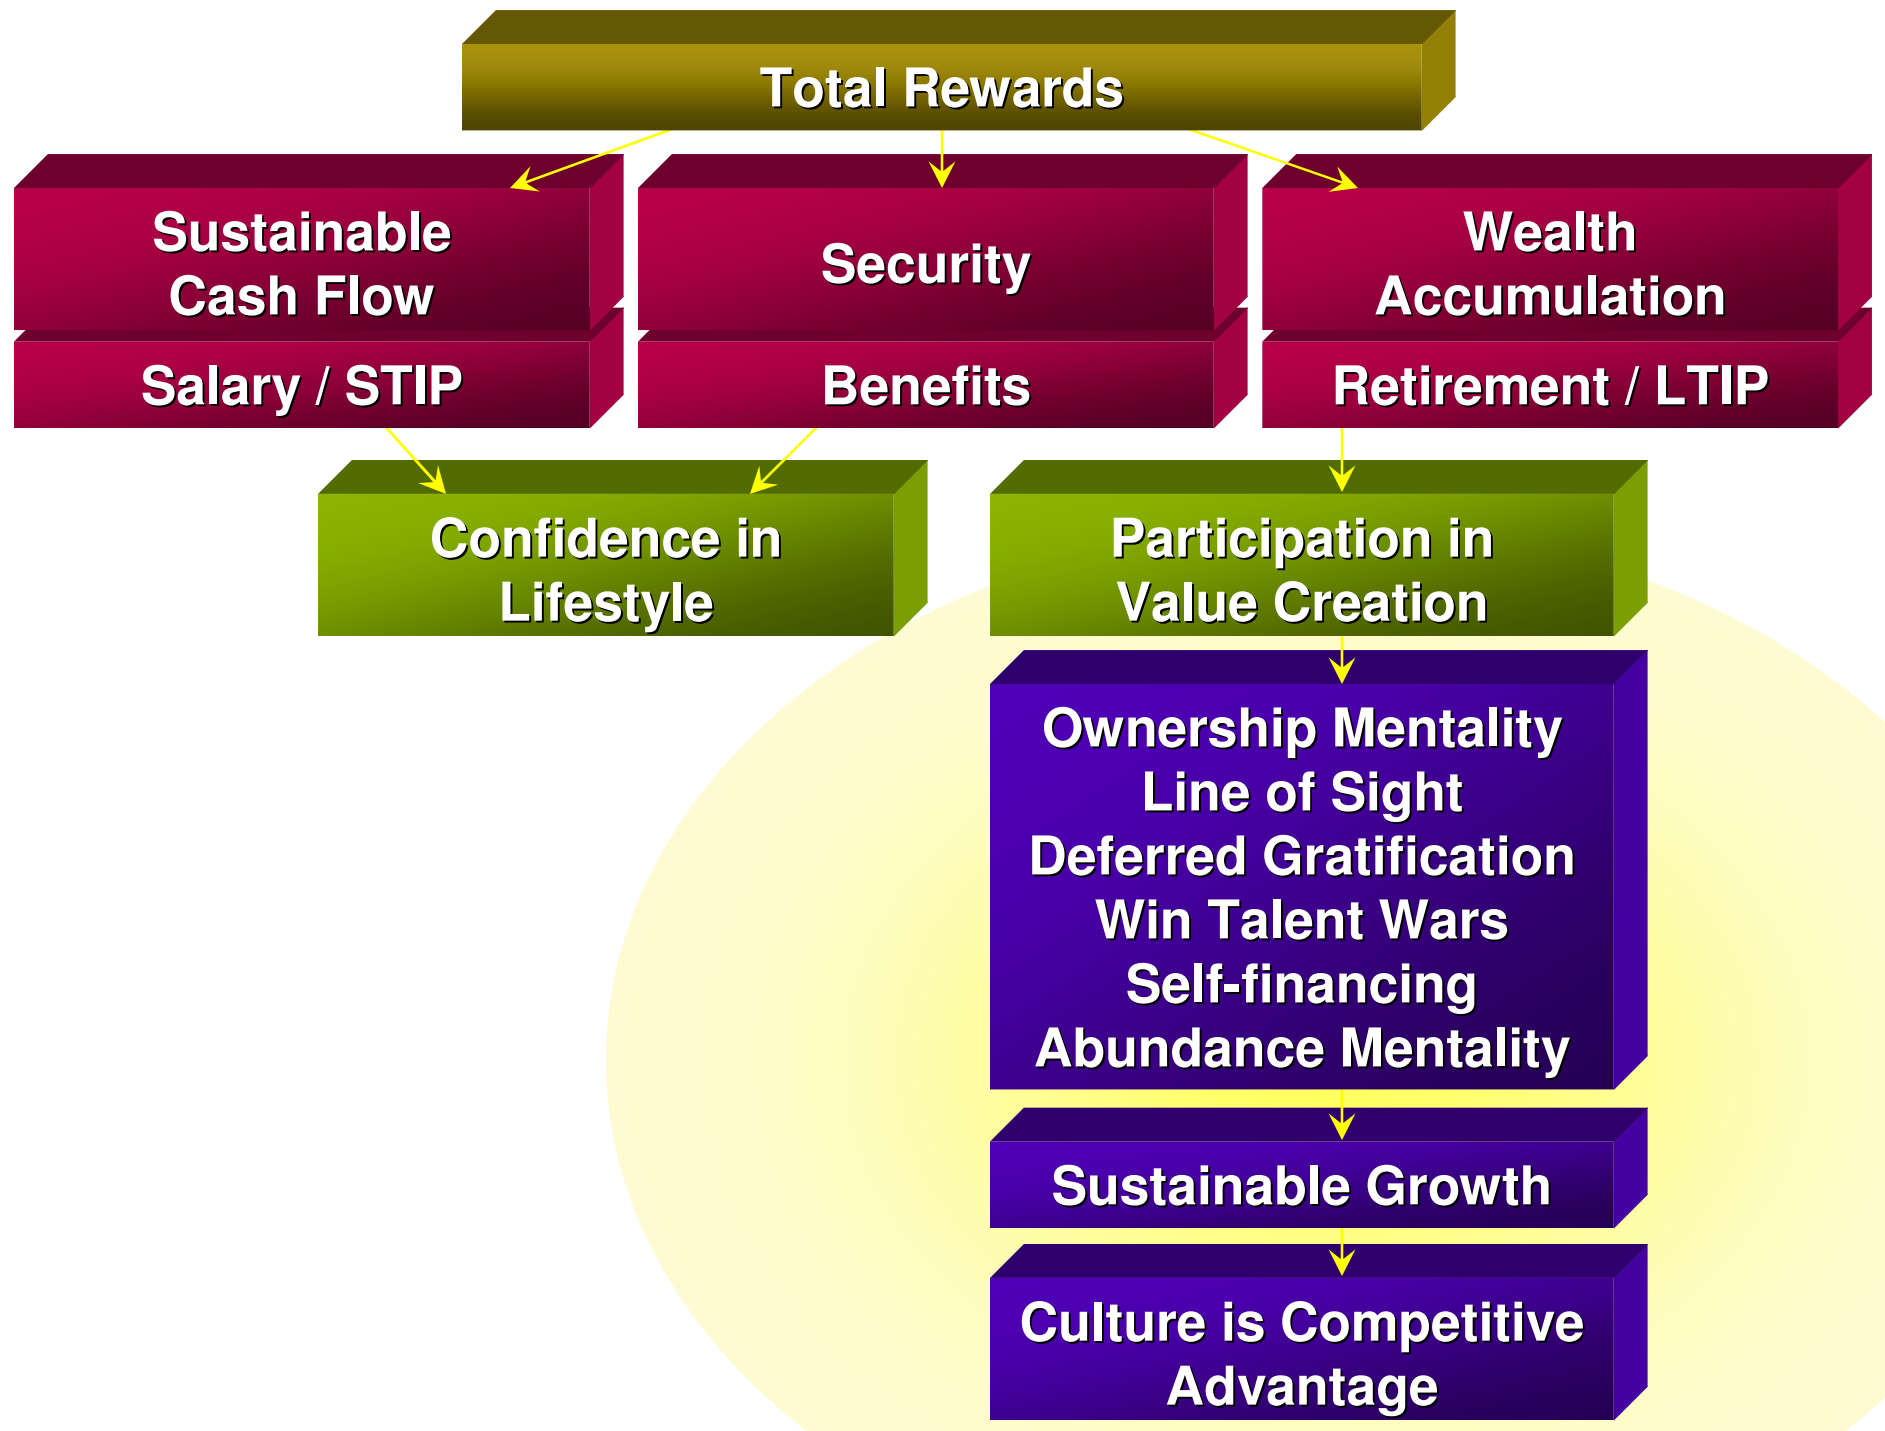 Total Rewards
Sustainable
Cash Flow
Security
Wealth
Accumulation
Salary / STIP
Benefits
Retirement / LTIP
Confidence in
Lifestyle
Participation in
Value Creation
Ownership Mentality
Line of Sight
Deferred Gratification
Win Talent Wars
Self-financing
Abundance Mentality
Sustainable Growth
Culture is Competitive
Advantage